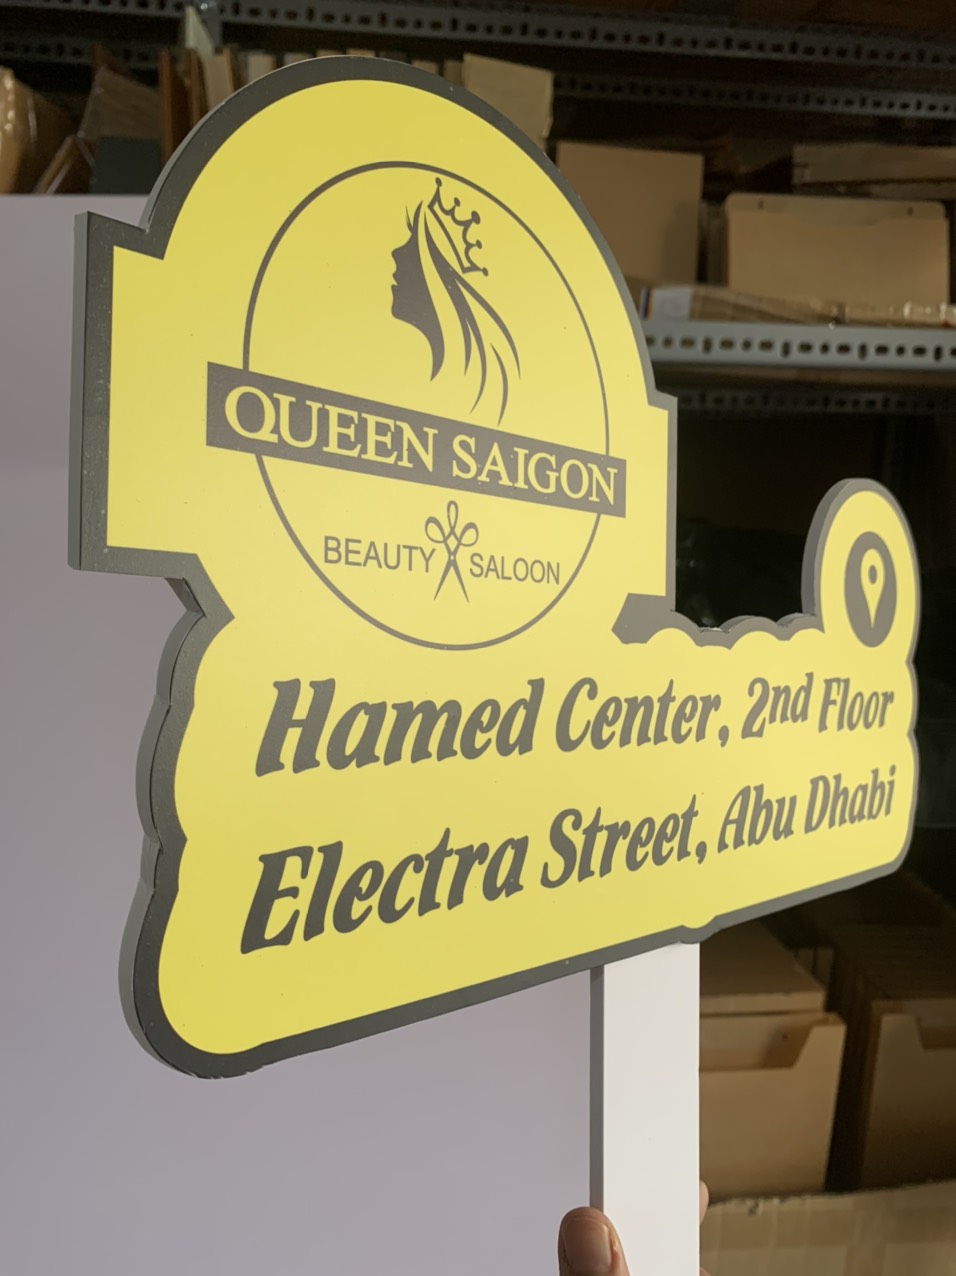 QUEEN SAIGON
BEAUTY SALOON
Hamed Center, 2nd Floor
Electra Street, Abu Dhabi